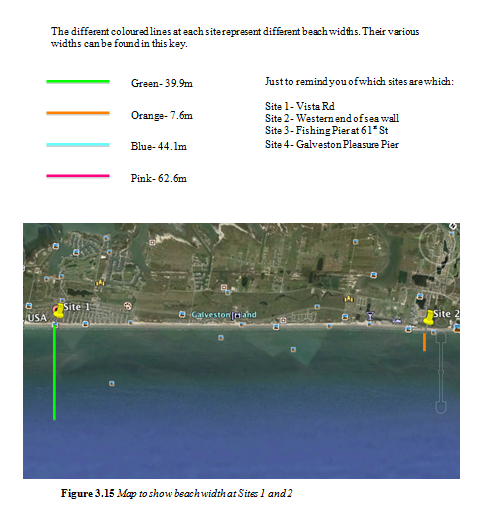 The different coloured lines at each site represent different beach widths. Their various
widths can be found in this key.
Green- 39.9m
Orange- 7.6m
Blue- 44.1m
Pink- 62.6m
Just to remind you of which sites are which:
Site 1- Vista Rd
Site 2- Western end of sea wall
Site 3- Fishing Pier at 61st St
Site 4- Galveston Pleasure Pier
Site 1
USA
Galveston Island
Site 2
Figure 3.15 Map to show beach width at Sites 1 and 2